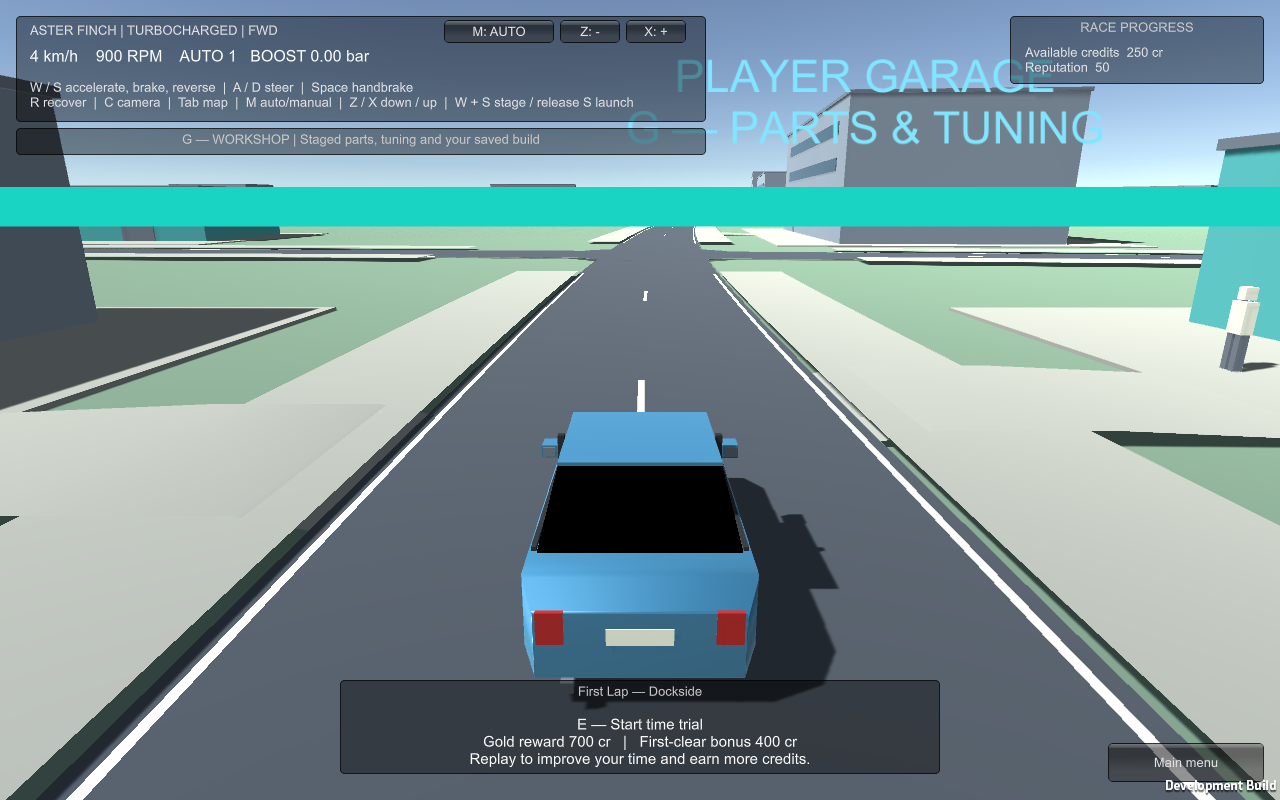 ASTER FINCH | TURBOCHARGED | FWD
M: AUTO
Z: -
X: +
4 km/h 900 RPM AUTO 1 BOOST 0.00 bar
W / S accelerate, brake, reverse | A / D steer | Space handbrake
R recover | C camera | Tab map | M auto/manual | Z / X down / up | W + S stage / release S launch
G — WORKSHOP | Staged parts, tuning and your saved build
PLAYER GARAGE
G — PARTS & TUNING
RACE PROGRESS
Available credits 250 cr
Reputation 50
First Lap — Dockside
E — Start time trial
Gold reward 700 cr | First-clear bonus 400 cr
Replay to improve your time and earn more credits.
Main menu
Development Build